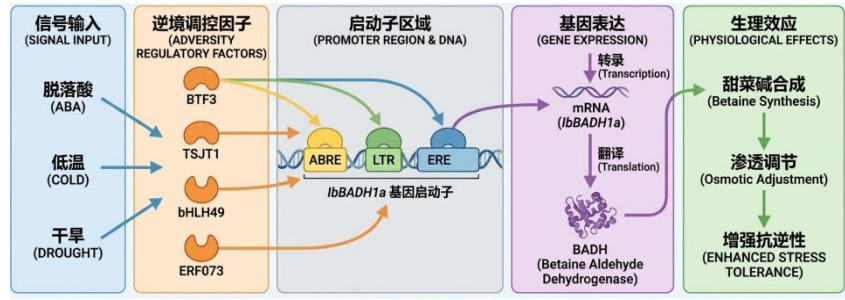 信号输入
(SIGNAL INPUT)
脱落酸
(ABA)
低温
(COLD)
干旱
(DROUGHT)
逆境调控因子
(ADVERSITY
REGULATORY FACTORS)
BTF3
TSJT1
bHLH49
ERF073
启动子区域
(PROMOTER REGION & DNA)
ABRE
LTR
ERE
IbBADH1a 基因启动子
基因表达
(GENE EXPRESSION)
转录
(Transcription)
mRNA
(IbBADH1a)
翻译
(Translation)
BADH
(Betaine Aldehyde
Dehydrogenase)
生理效应
(PHYSIOLOGICAL EFFECTS)
甜菜碱合成
(Betaine Synthesis)
渗透调节
(Osmotic Adjustment)
增强抗逆性
(ENHANCED STRESS
TOLERANCE)